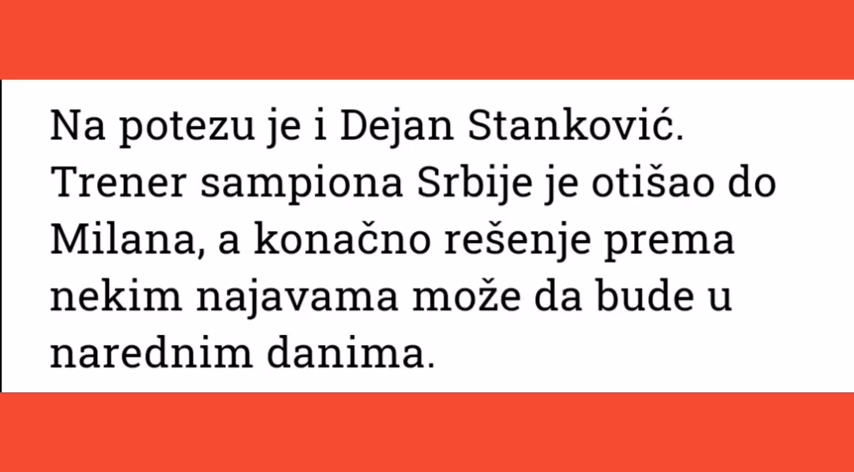 Na potezu je i Dejan Stanković.
Trener sampiona Srbije je otišao do
Milana, a konačno rešenje prema
nekim najavama može da bude u
narednim danima.